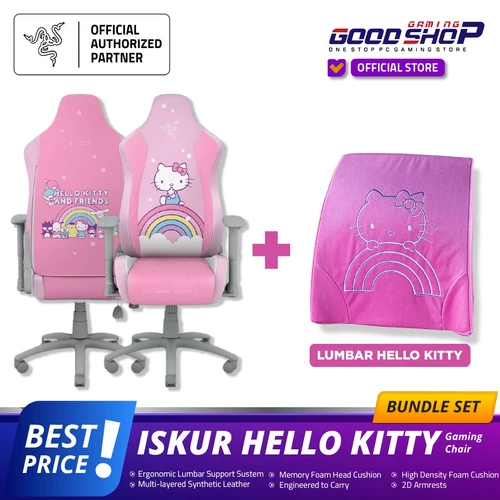 OFFICIAL
AUTHORIZED
PARTNER
GAMING
GOODSHOP
ONE STOP PC GAMING STORE
OFFICIAL STORE
RAZER
HELLO KITTY
AND FRIENDS
LUMBAR HELLO KITTY
BUNDLE SET
BEST
PRICE!
ISKUR HELLO KITTY Gaming
Chair
Ergonomic Lumbar Support Sustem
Memory Foam Head Cushion
High Density Foam Cushion
Multi-layered Synthetic Leather
Engineered to Carry
2D Armrests